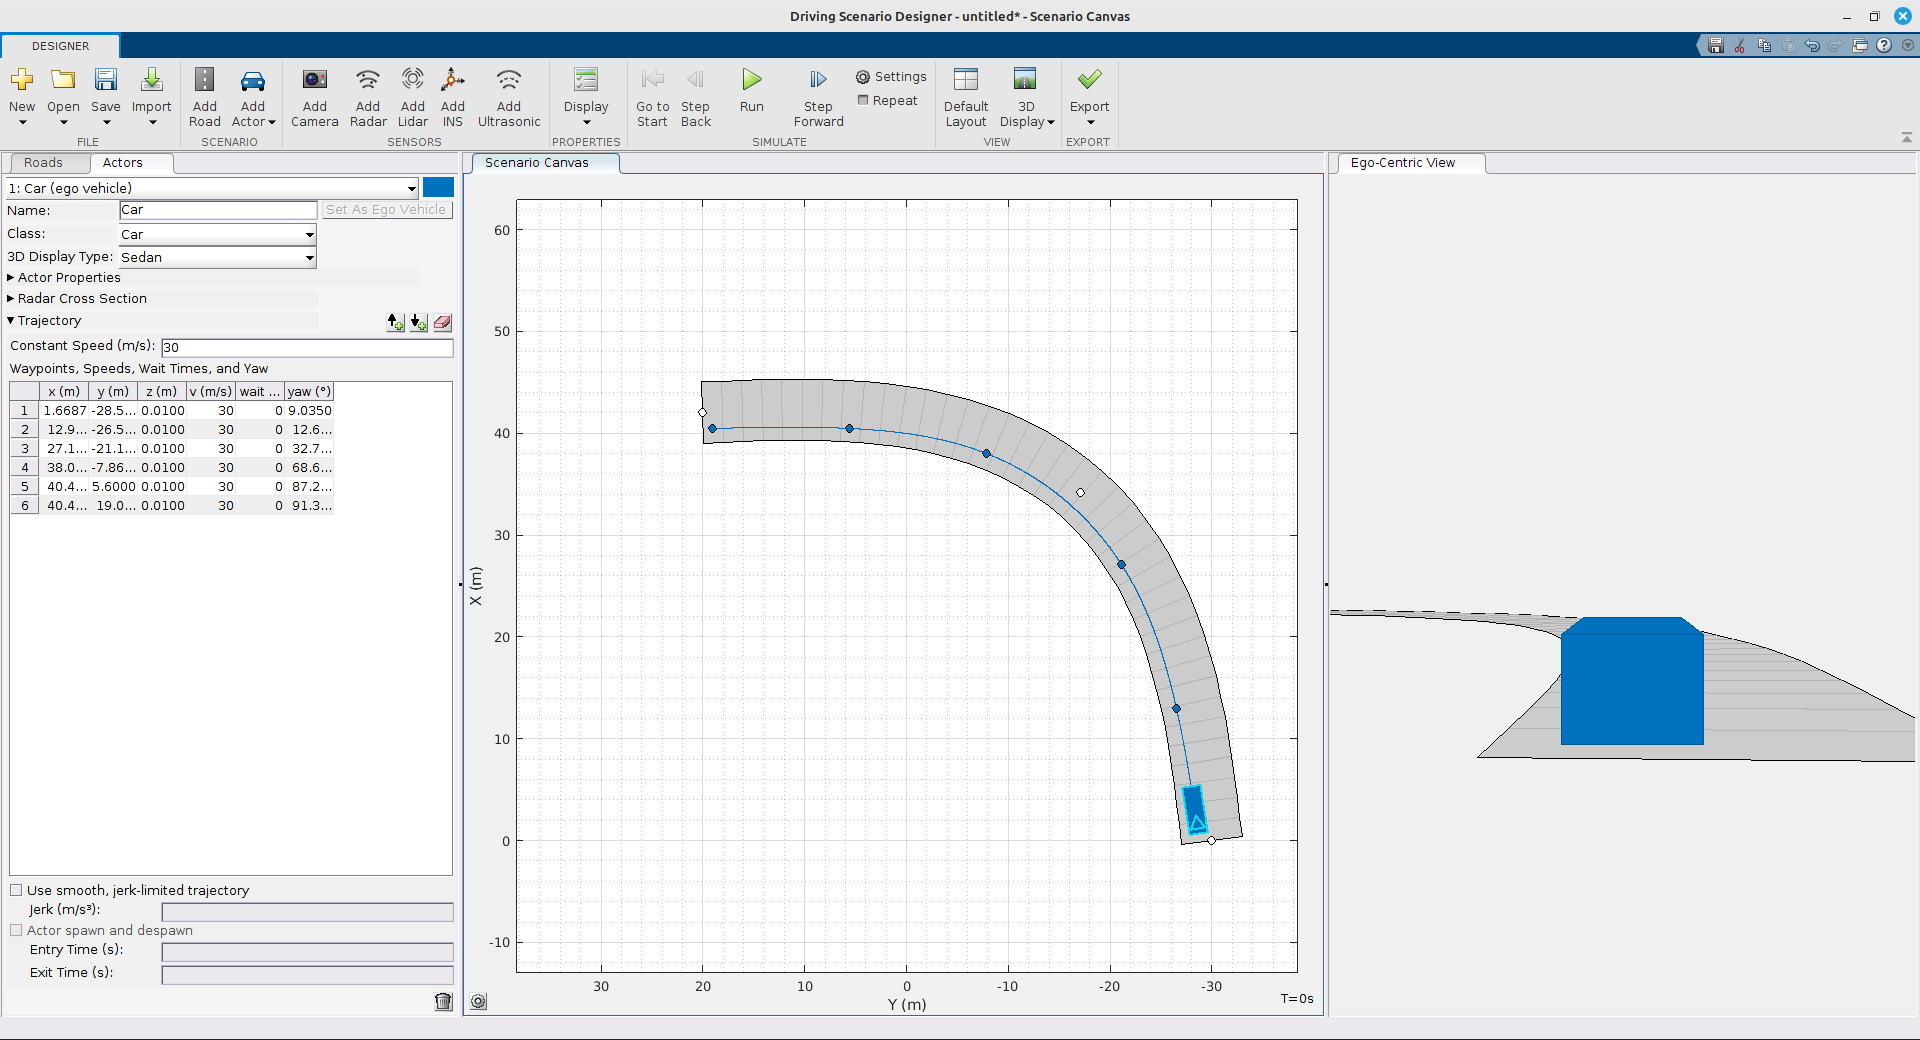 Driving Scenario Designer - untitled* - Scenario Canvas
DESIGNER
New
Open
Save
Import
FILE
Add Road
Add Actor
SCENARIO
Add Camera
Add Radar
Add Lidar
Add INS
Add Ultrasonic
SENSORS
Display
PROPERTIES
Go to Start
Step Back
Run
Step Forward
Settings
Repeat
SIMULATE
Default Layout
3D Display
VIEW
Export
EXPORT
Roads
Actors
1: Car (ego vehicle)
Name: Car Set As Ego Vehicle
Class: Car
3D Display Type: Sedan
Actor Properties
Radar Cross Section
Trajectory
Constant Speed (m/s): 30
Waypoints, Speeds, Wait Times, and Yaw
x (m) y (m) z (m) v (m/s) wait ... yaw (°)
1 1.6687 -28.5... 0.0100 30 0 9.0350
2 12.9... -26.5... 0.0100 30 0 12.6...
3 27.1... -21.1... 0.0100 30 0 32.7...
4 38.0... -7.86... 0.0100 30 0 68.6...
5 40.4... 5.6000 0.0100 30 0 87.2...
6 40.4... 19.0... 0.0100 30 0 91.3...
Use smooth, jerk-limited trajectory
Jerk (m/s³):
Actor spawn and despawn
Entry Time (s):
Exit Time (s):
Scenario Canvas
60
50
40
30
20
10
0
-10
X (m)
30 20 10 0 -10 -20 -30
Y (m)
T=0s
Ego-Centric View